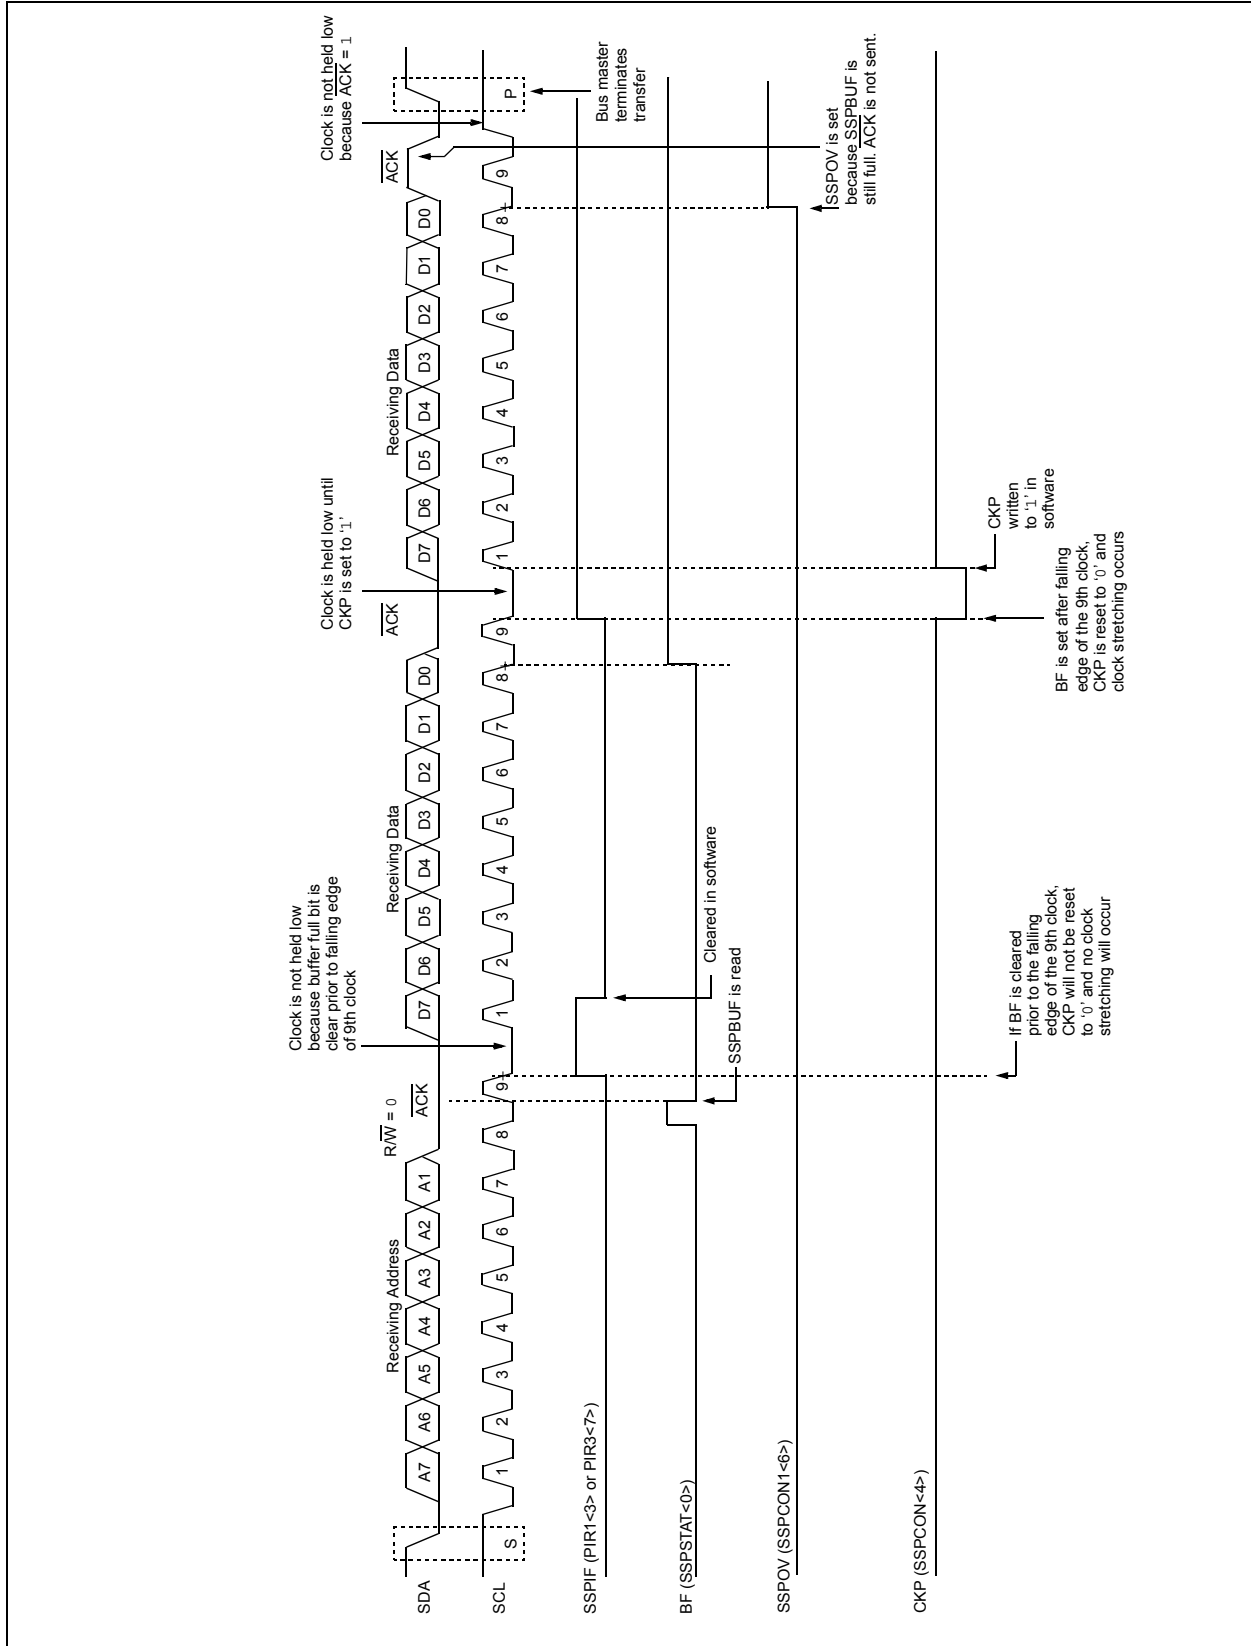 Clock is not held low
because ACK = 1
Clock is held low until
CKP is set to ‘1’
Clock is not held low
because buffer full bit is
clear prior to falling edge
of 9th clock
Receiving Address
R/W = 0
ACK
Receiving Data
ACK
Receiving Data
ACK
SDA
A7 A6 A5 A4 A3 A2 A1
D7 D6 D5 D4 D3 D2 D1 D0
D7 D6 D5 D4 D3 D2 D1 D0
SCL
S
1 2 3 4 5 6 7 8 9
1 2 3 4 5 6 7 8 9
1 2 3 4 5 6 7 8 9
P
SSPIF (PIR1<3> or PIR3<7>)
Bus master
terminates
transfer
Cleared in software
BF (SSPSTAT<0>)
SSPBUF is read
SSPOV (SSPCON1<6>)
SSPOV is set
because SSPBUF is
still full. ACK is not sent.
CKP (SSPCON<4>)
CKP
written
to ‘1’ in
software
If BF is cleared
prior to the falling
edge of the 9th clock,
CKP will not be reset
to ‘0’ and no clock
stretching will occur
BF is set after falling
edge of the 9th clock,
CKP is reset to ‘0’ and
clock stretching occurs